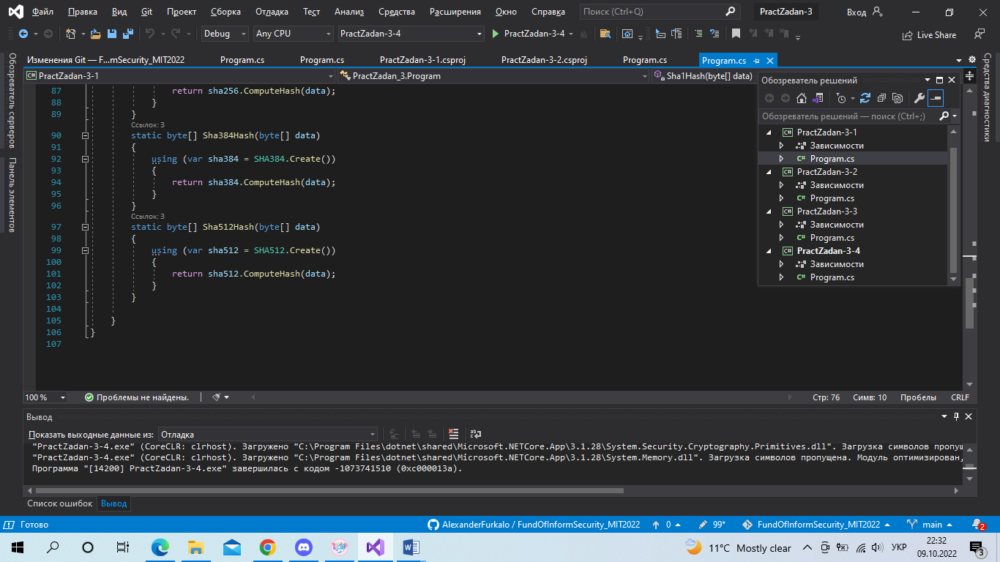 Файл Правка Вид Git Проект Сборка Отладка Тест Анализ Средства Расширения Окно Справка Поиск (Ctrl+Q) PractZadan-3 Вход
Debug Any CPU PractZadan-3-4 PractZadan-3-4 Live Share
Обозреватель серверов
Панель элементов
Изменения Git — F...mSecurity_MIT2022 Program.cs Program.cs PractZadan-3-1.csproj PractZadan-3-2.csproj Program.cs Program.cs
PractZadan-3-1 PractZadan_3.Program Sha1Hash(byte[] data)
87 return sha256.ComputeHash(data);
88 }
89 }
Ссылок: 3
90 static byte[] Sha384Hash(byte[] data)
91 {
92 using (var sha384 = SHA384.Create())
93 {
94 return sha384.ComputeHash(data);
95 }
96 }
Ссылок: 3
97 static byte[] Sha512Hash(byte[] data)
98 {
99 using (var sha512 = SHA512.Create())
100 {
101 return sha512.ComputeHash(data);
102 }
103 }
104
105 }
106 }
107
Обозреватель решений
Обозреватель решений — поиск (Ctrl+;)
PractZadan-3-1
Зависимости
C# Program.cs
PractZadan-3-2
Зависимости
C# Program.cs
PractZadan-3-3
Зависимости
C# Program.cs
PractZadan-3-4
Зависимости
C# Program.cs
Средства диагностики
100 % Проблемы не найдены. Стр: 76 Симв: 10 Пробелы CRLF
Вывод
Показать выходные данные из: Отладка
"PractZadan-3-4.exe" (CoreCLR: clrhost). Загружено "C:\Program Files\dotnet\shared\Microsoft.NETCore.App\3.1.28\System.Security.Cryptography.Primitives.dll". Загрузка символов
"PractZadan-3-4.exe" (CoreCLR: clrhost). Загружено "C:\Program Files\dotnet\shared\Microsoft.NETCore.App\3.1.28\System.Memory.dll". Загрузка символов пропущена. Модуль оптимизирован,
Программа "[14200] PractZadan-3-4.exe" завершилась с кодом -1073741510 (0xc000013a).
Список ошибок Вывод
Готово AlexanderFurkalo / FundOfInformSecurity_MIT2022 0 99* FundOfInformSecurity_MIT2022 main 2
11°C Mostly clear УКР 22:32
09.10.2022 3